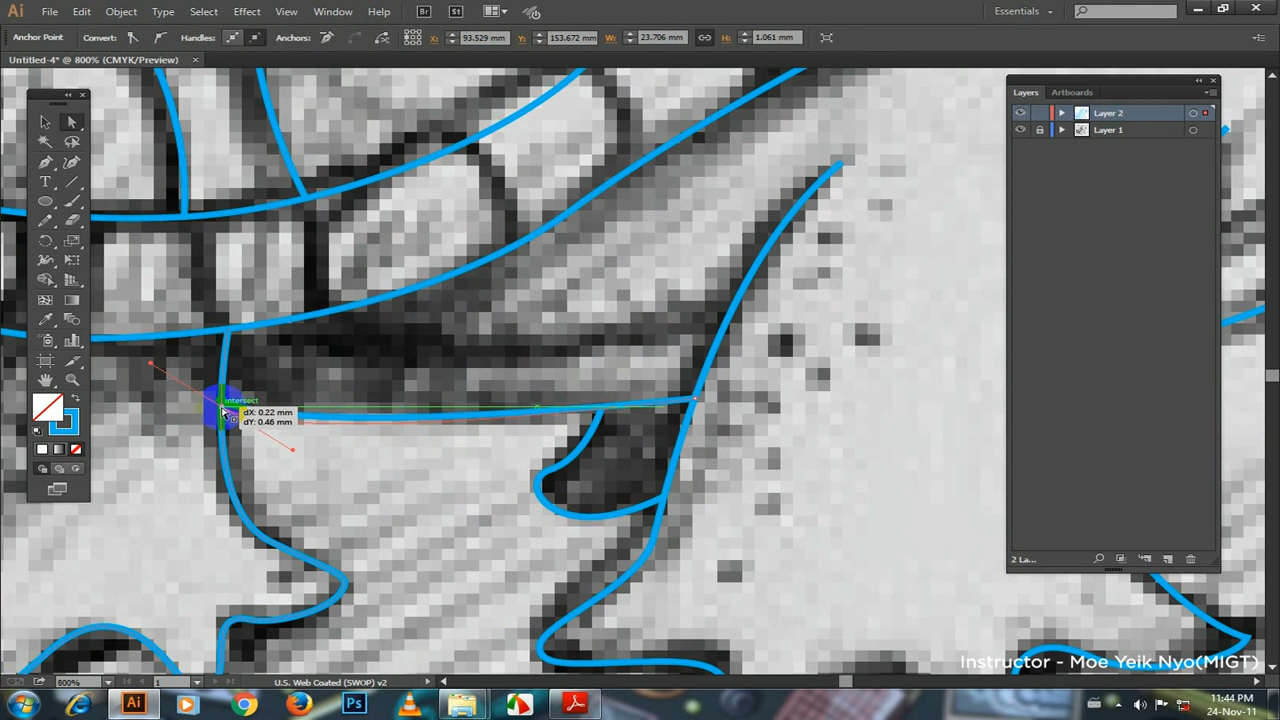 Ai File Edit Object Type Select Effect View Window Help Br St Essentials
Anchor Point Convert: Handles: Anchors: X: 93.529 mm Y: 153.672 mm W: 23.706 mm H: 1.061 mm
Untitled-4* @ 800% (CMYK/Preview) ×
Layers Artboards
Layer 2
Layer 1
intersect
dX: 0.22 mm
dY: 0.46 mm
2 La...
Instructor - Moe Yeik Nyo(MIGT)
800% 1 U.S. Web Coated (SWOP) v2
Ai Ps 11:44 PM
24-Nov-11